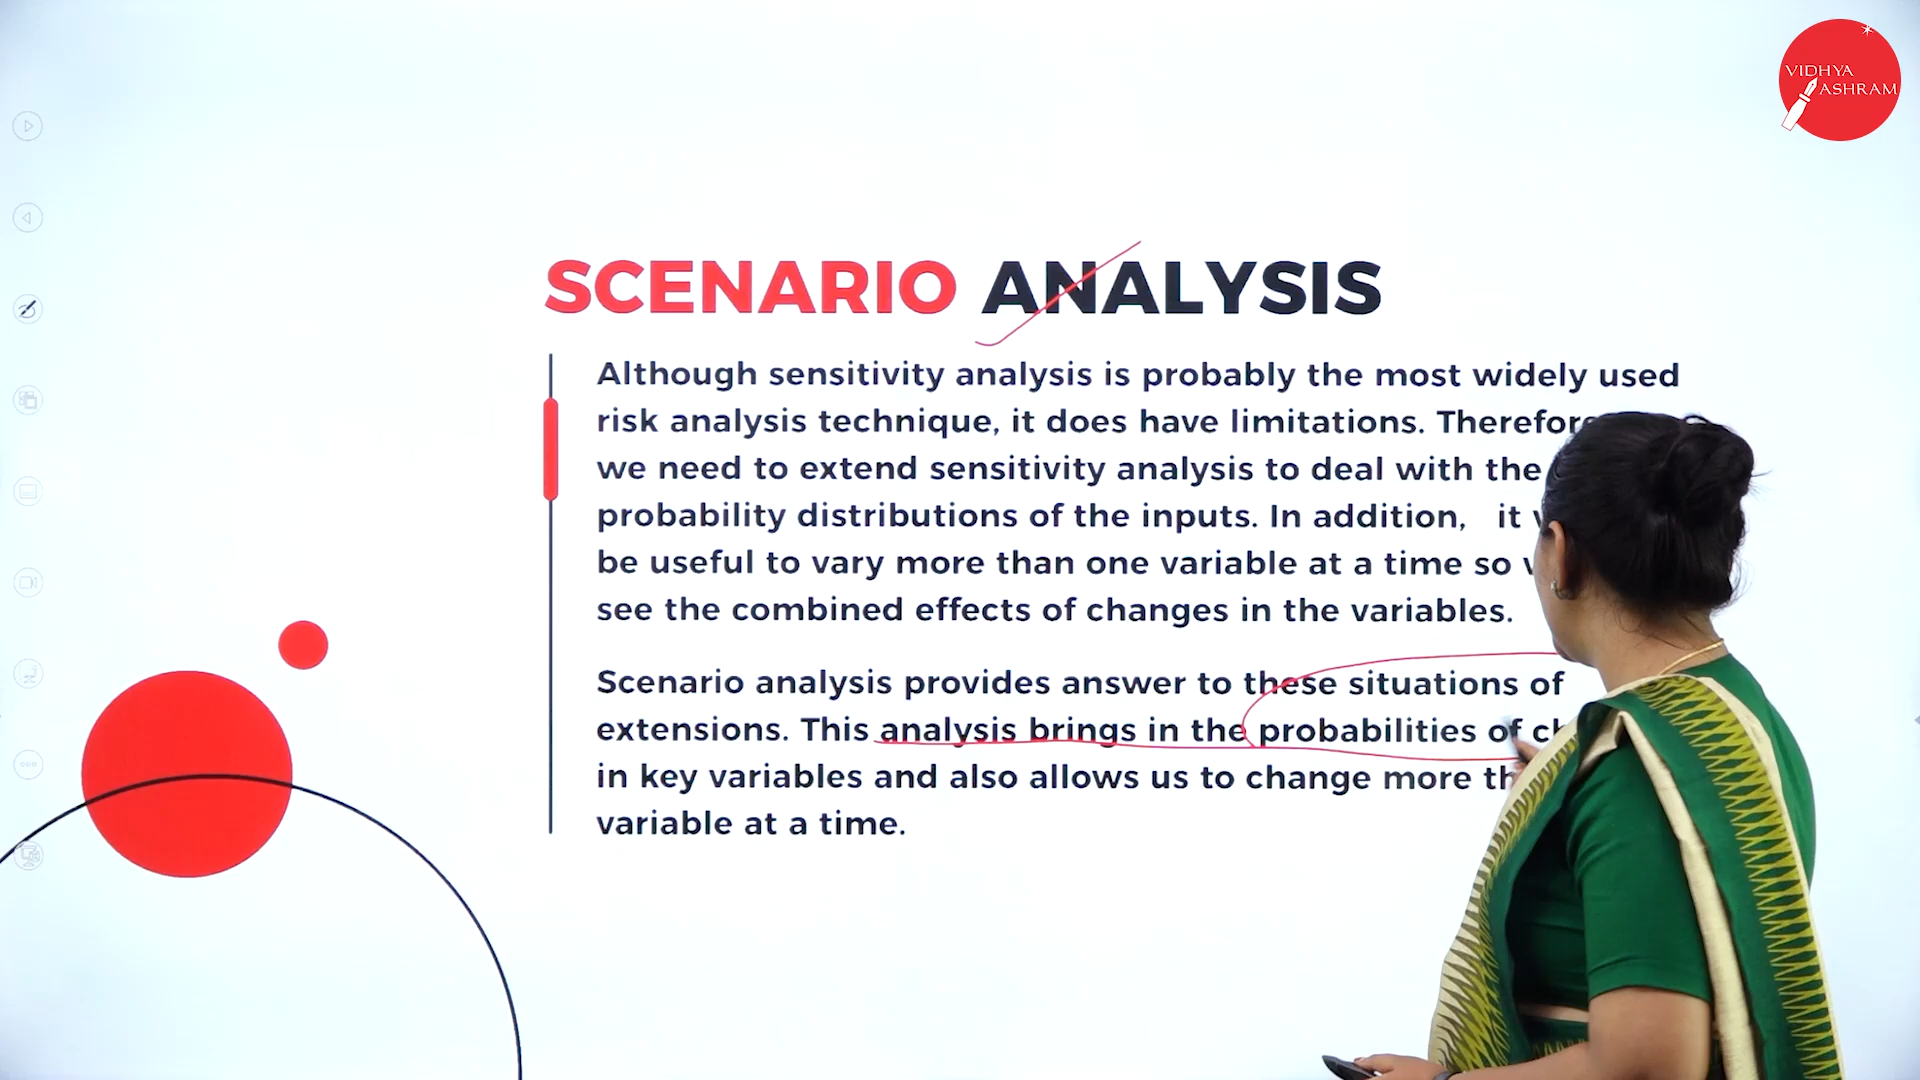 VIDHYA
ASHRAM
SCENARIO ANALYSIS
Although sensitivity analysis is probably the most widely used
risk analysis technique, it does have limitations. Therefore
we need to extend sensitivity analysis to deal with the
probability distributions of the inputs. In addition, it
be useful to vary more than one variable at a time so
see the combined effects of changes in the variables.
Scenario analysis provides answer to these situations of
extensions. This analysis brings in the probabilities of
in key variables and also allows us to change more
variable at a time.